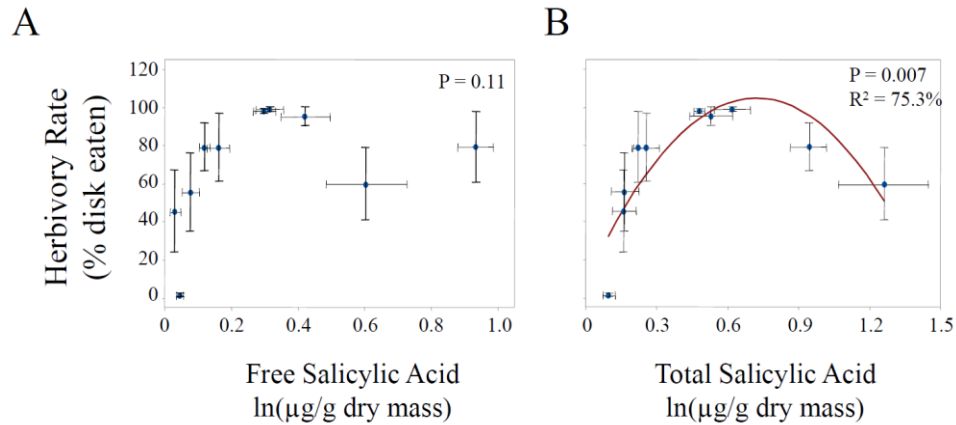 A
B
Herbivory Rate
(% disk eaten)
120
100
80
60
40
20
0
P = 0.11
0
0.2
0.4
0.6
0.8
1.0
Free Salicylic Acid
ln(µg/g dry mass)
P = 0.007
R² = 75.3%
0
0.3
0.6
0.9
1.2
1.5
Total Salicylic Acid
ln(µg/g dry mass)